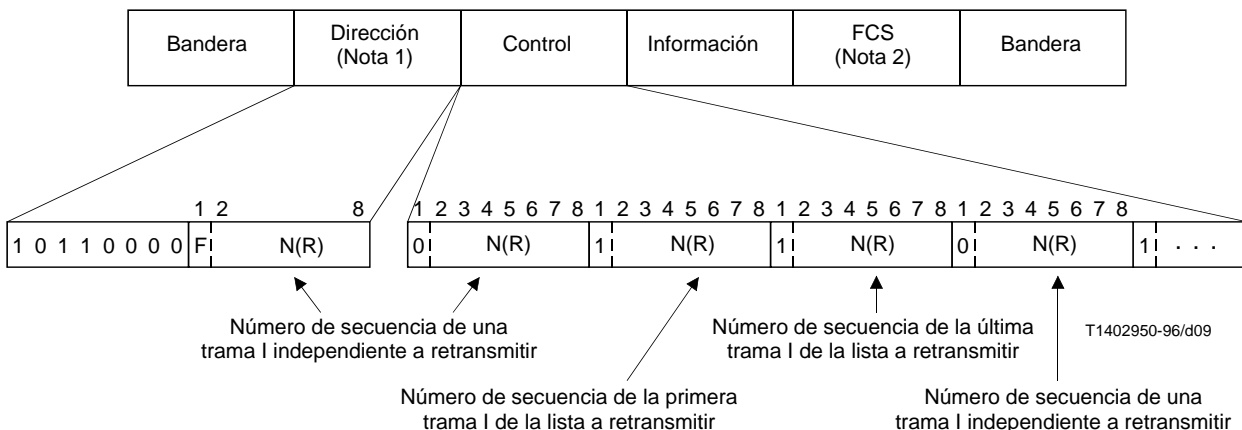 Bandera Dirección (Nota 1) Control Información FCS (Nota 2) Bandera
1 2 8 1 2 3 4 5 6 7 8 1 2 3 4 5 6 7 8 1 2 3 4 5 6 7 8 1 2 3 4 5 6 7 8
1 0 1 1 0 0 0 0 F N(R) 0 N(R) 1 N(R) 1 N(R) 0 N(R) 1 . . .
Número de secuencia de una
trama I independiente a retransmitir
Número de secuencia de la última
trama I de la lista a retransmitir
T1402950-96/d09
Número de secuencia de la primera
trama I de la lista a retransmitir
Número de secuencia de una
trama I independiente a retransmitir